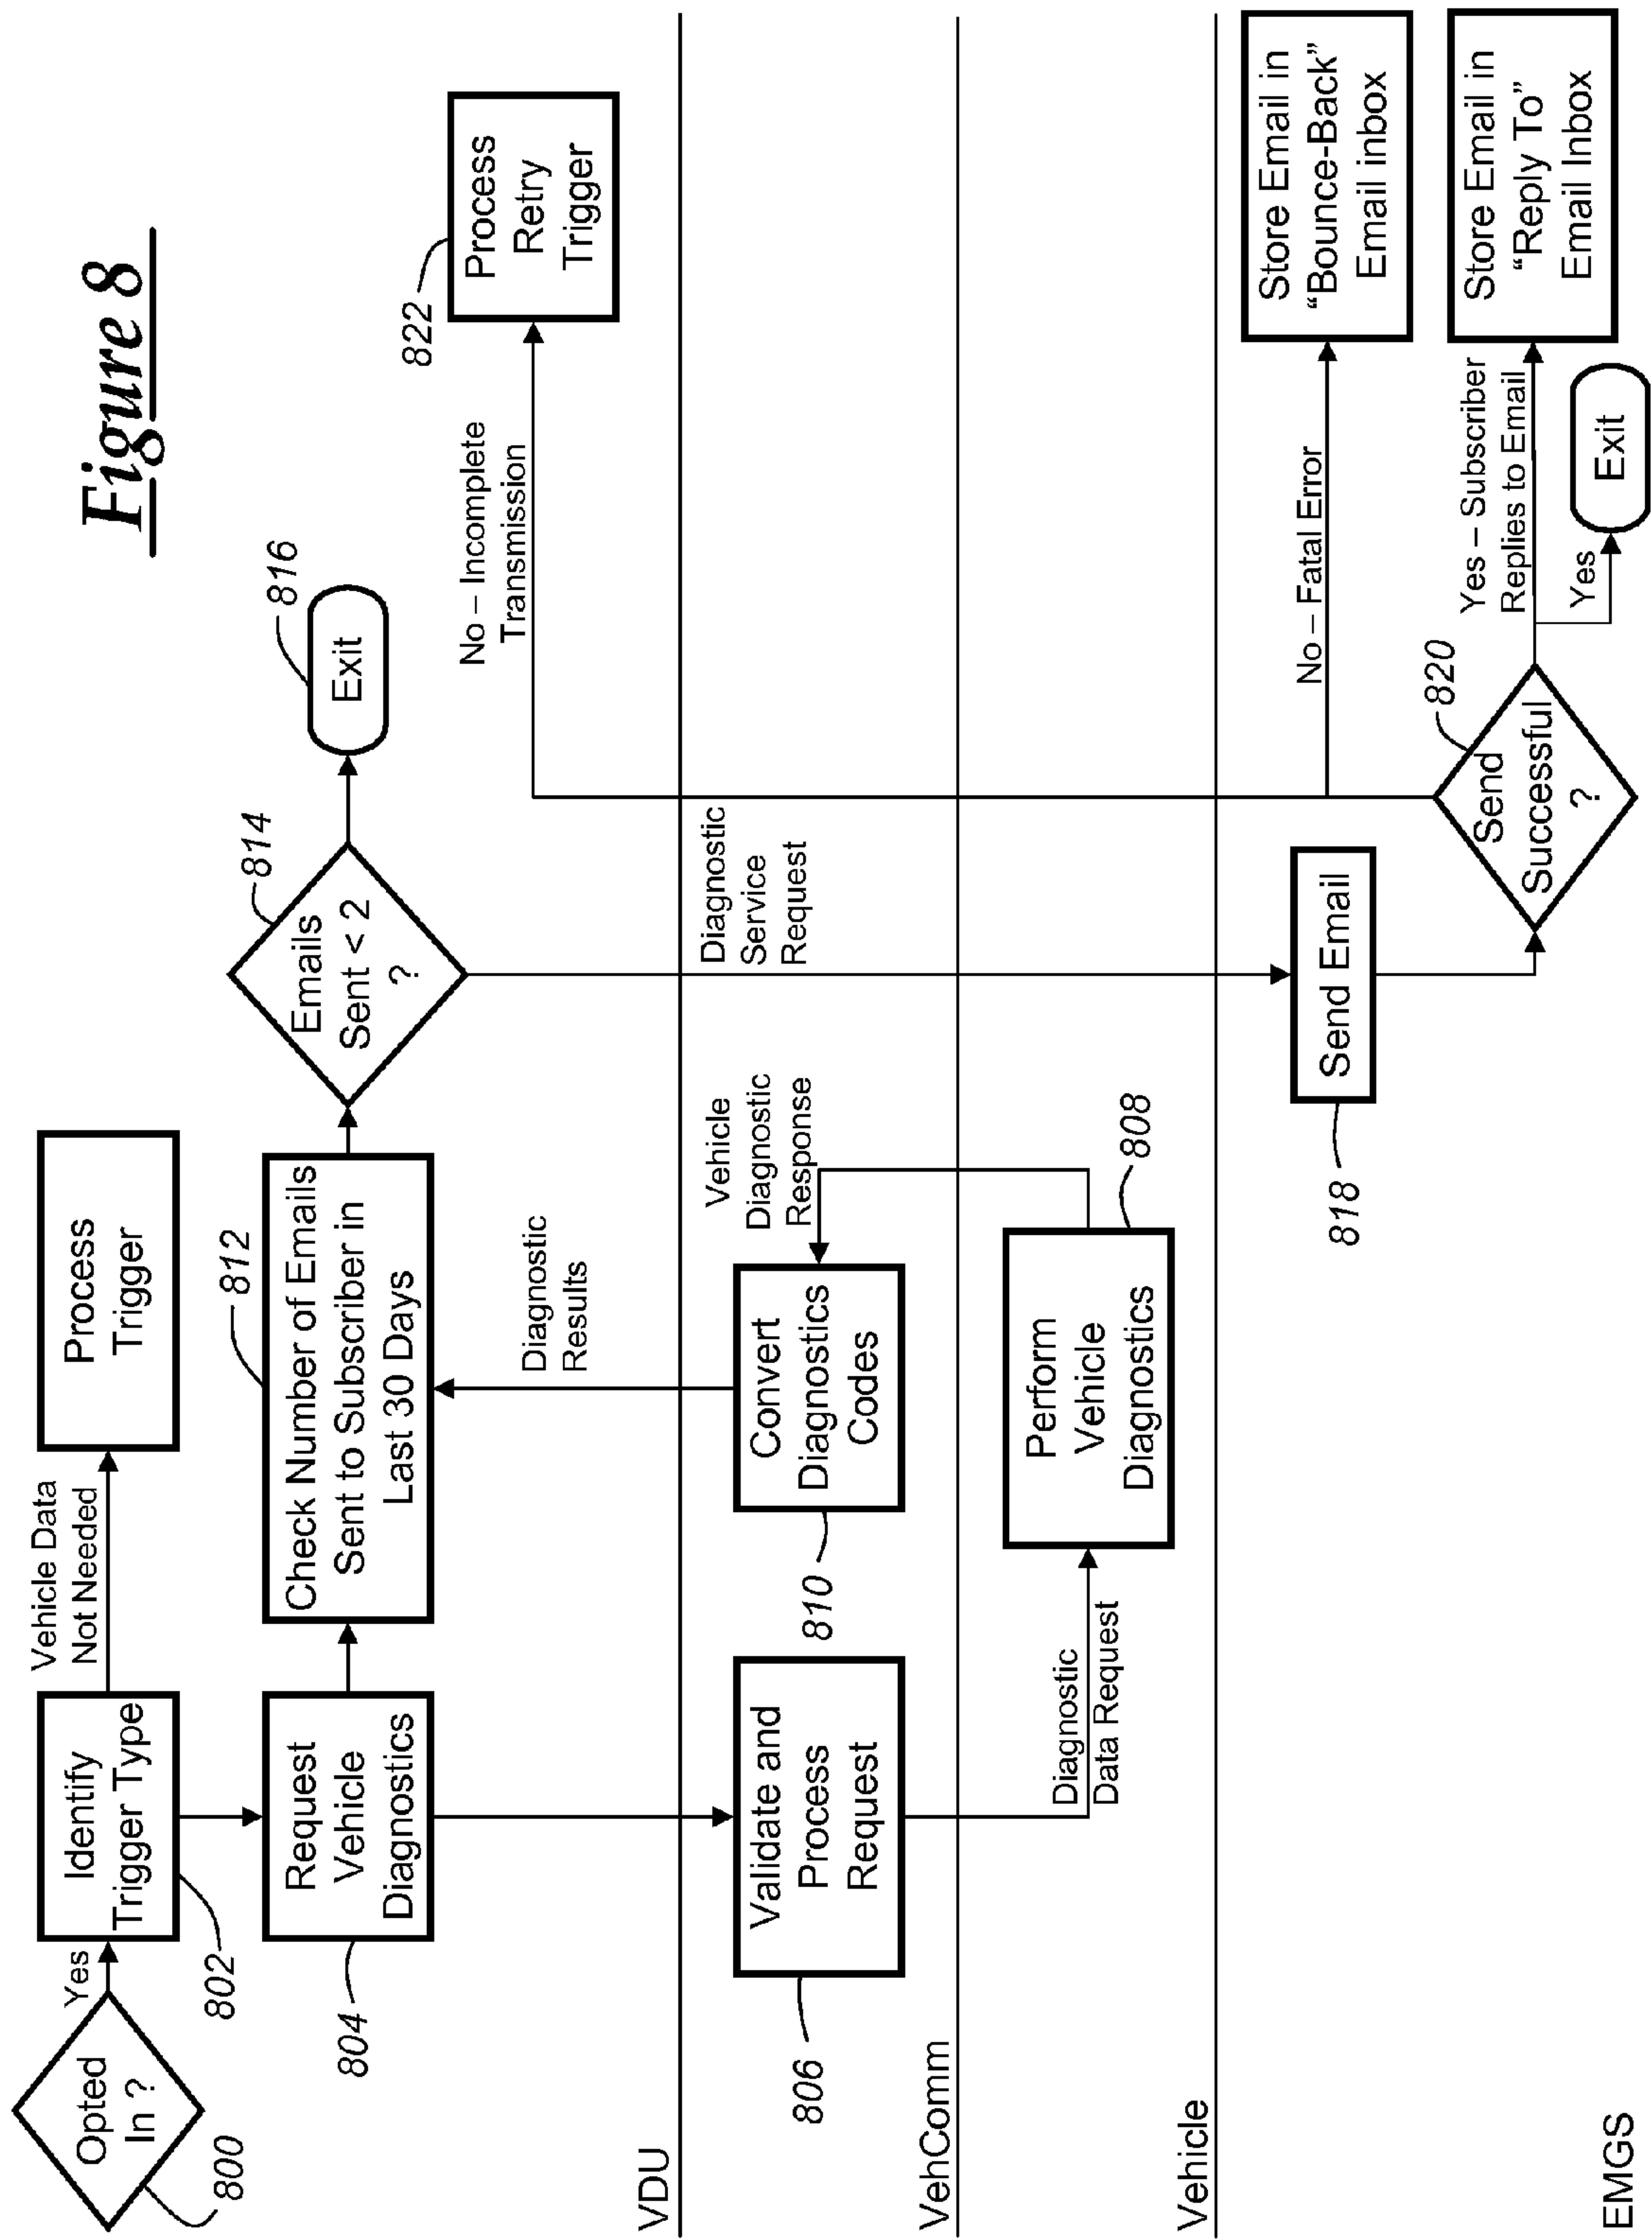 Figure 8
Opted
In ?
800
Yes
Identify
Trigger Type
802
Vehicle Data
Not Needed
Process
Trigger
Request
Vehicle
Diagnostics
804
Check Number of Emails
Sent to Subscriber in
Last 30 Days
812
Emails
Sent < 2
?
814
Exit
816
No – Incomplete
Transmission
Process
Retry
Trigger
822
VDU
Diagnostic
Results
Validate and
Process
Request
806
Convert
Diagnostics
Codes
810
Vehicle
Diagnostic
Response
Diagnostic
Service
Request
VehComm
Diagnostic
Data Request
Perform
Vehicle
Diagnostics
808
Vehicle
Send Email
818
Send
Successful
?
820
No – Fatal Error
Store Email in
“Bounce-Back”
Email inbox
Yes – Subscriber
Replies to Email
Store Email in
“Reply To”
Email Inbox
Yes
Exit
EMGS